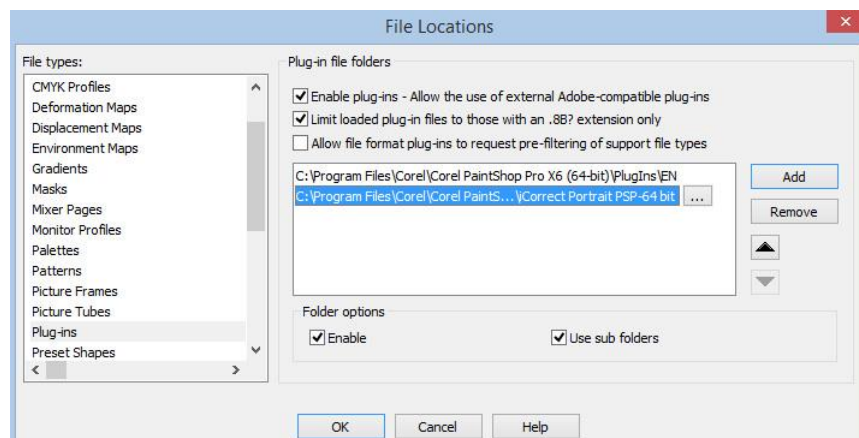 File Locations
File types:
CMYK Profiles
Deformation Maps
Displacement Maps
Environment Maps
Gradients
Masks
Mixer Pages
Monitor Profiles
Palettes
Patterns
Picture Frames
Picture Tubes
Plug-ins
Preset Shapes
Plug-in file folders
Enable plug-ins - Allow the use of external Adobe-compatible plug-ins
Limit loaded plug-in files to those with an .8B? extension only
Allow file format plug-ins to request pre-filtering of support file types
C:\Program Files\Corel\Corel PaintShop Pro X6 (64-bit)\PlugIns\EN
C:\Program Files\Corel\Corel PaintS...\iCorrect Portrait PSP-64 bit ...
Add
Remove
Folder options
Enable Use sub folders
OK Cancel Help